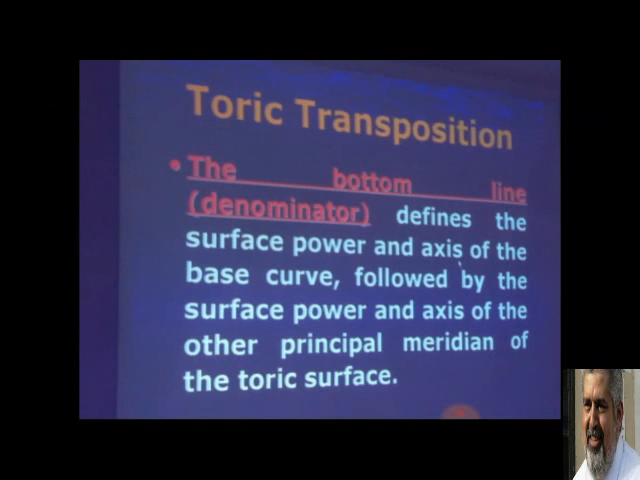 Toric Transposition
• The bottom line
(denominator) defines the
surface power and axis of the
base curve, followed by the
surface power and axis of the
other principal meridian of
the toric surface.